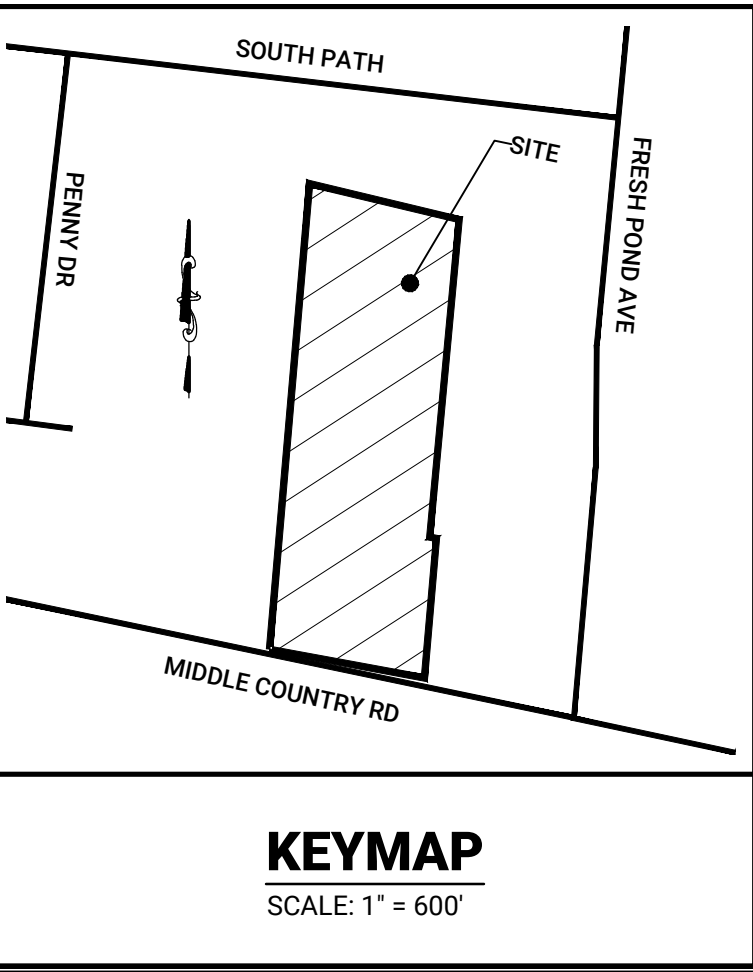 SOUTH PATH
SITE
FRESH POND AVE
PENNY DR
MIDDLE COUNTRY RD
KEYMAP
SCALE: 1" = 600'